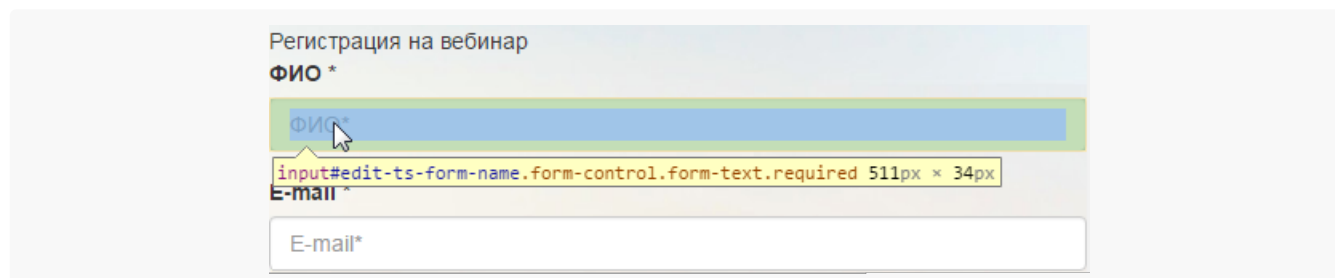 Регистрация на вебинар
ФИО *
ФИО*
input#edit-ts-form-name.form-control.form-text.required 511px × 34px
E-mail *
E-mail*